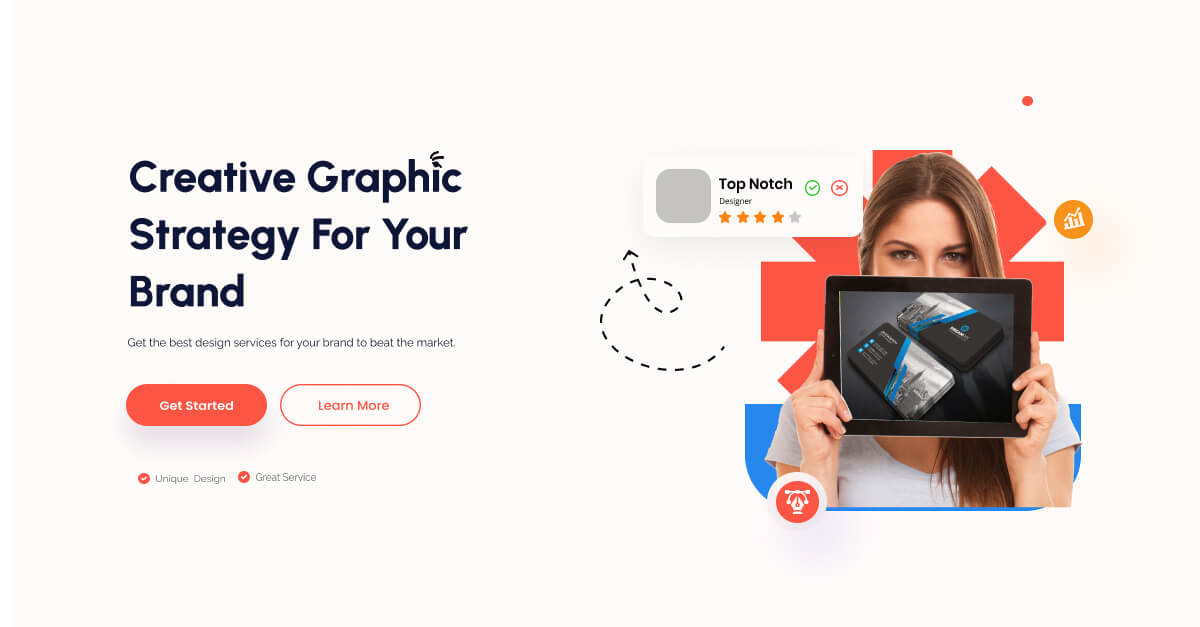 Creative Graphic
Strategy For Your
Brand
Get the best design services for your brand to beat the market.
Get Started
Learn More
Unique Design
Great Service
Top Notch
Designer